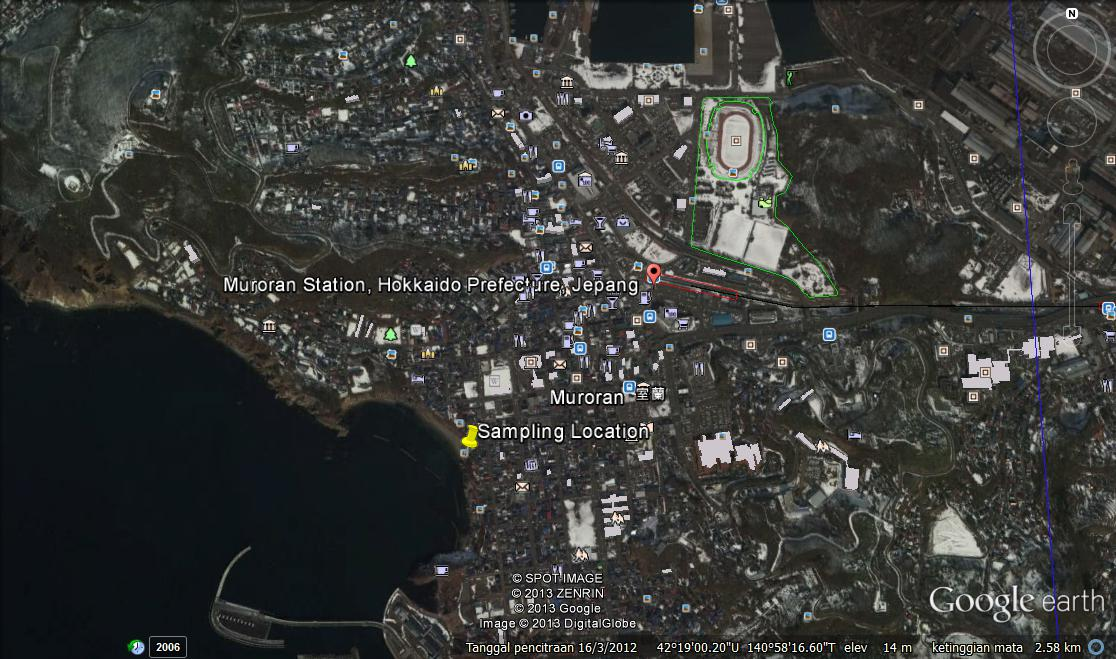 N
Muroran Station, Hokkaido Prefecture, Jepang
Muroran 室蘭
Sampling Location
© SPOT IMAGE
© 2013 ZENRIN
© 2013 Google
Image © 2013 DigitalGlobe
Google earth
2006
Tanggal pencitraan 16/3/2012 42°19'00.20"U 140°58'16.60"T elev 14 m ketinggian mata 2.58 km